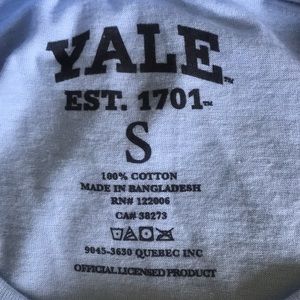 YALE™
EST. 1701™
S
100% COTTON
MADE IN BANGLADESH
RN# 122006
CA# 38273
9045-3630 QUEBEC INC
OFFICIAL LICENSED PRODUCT